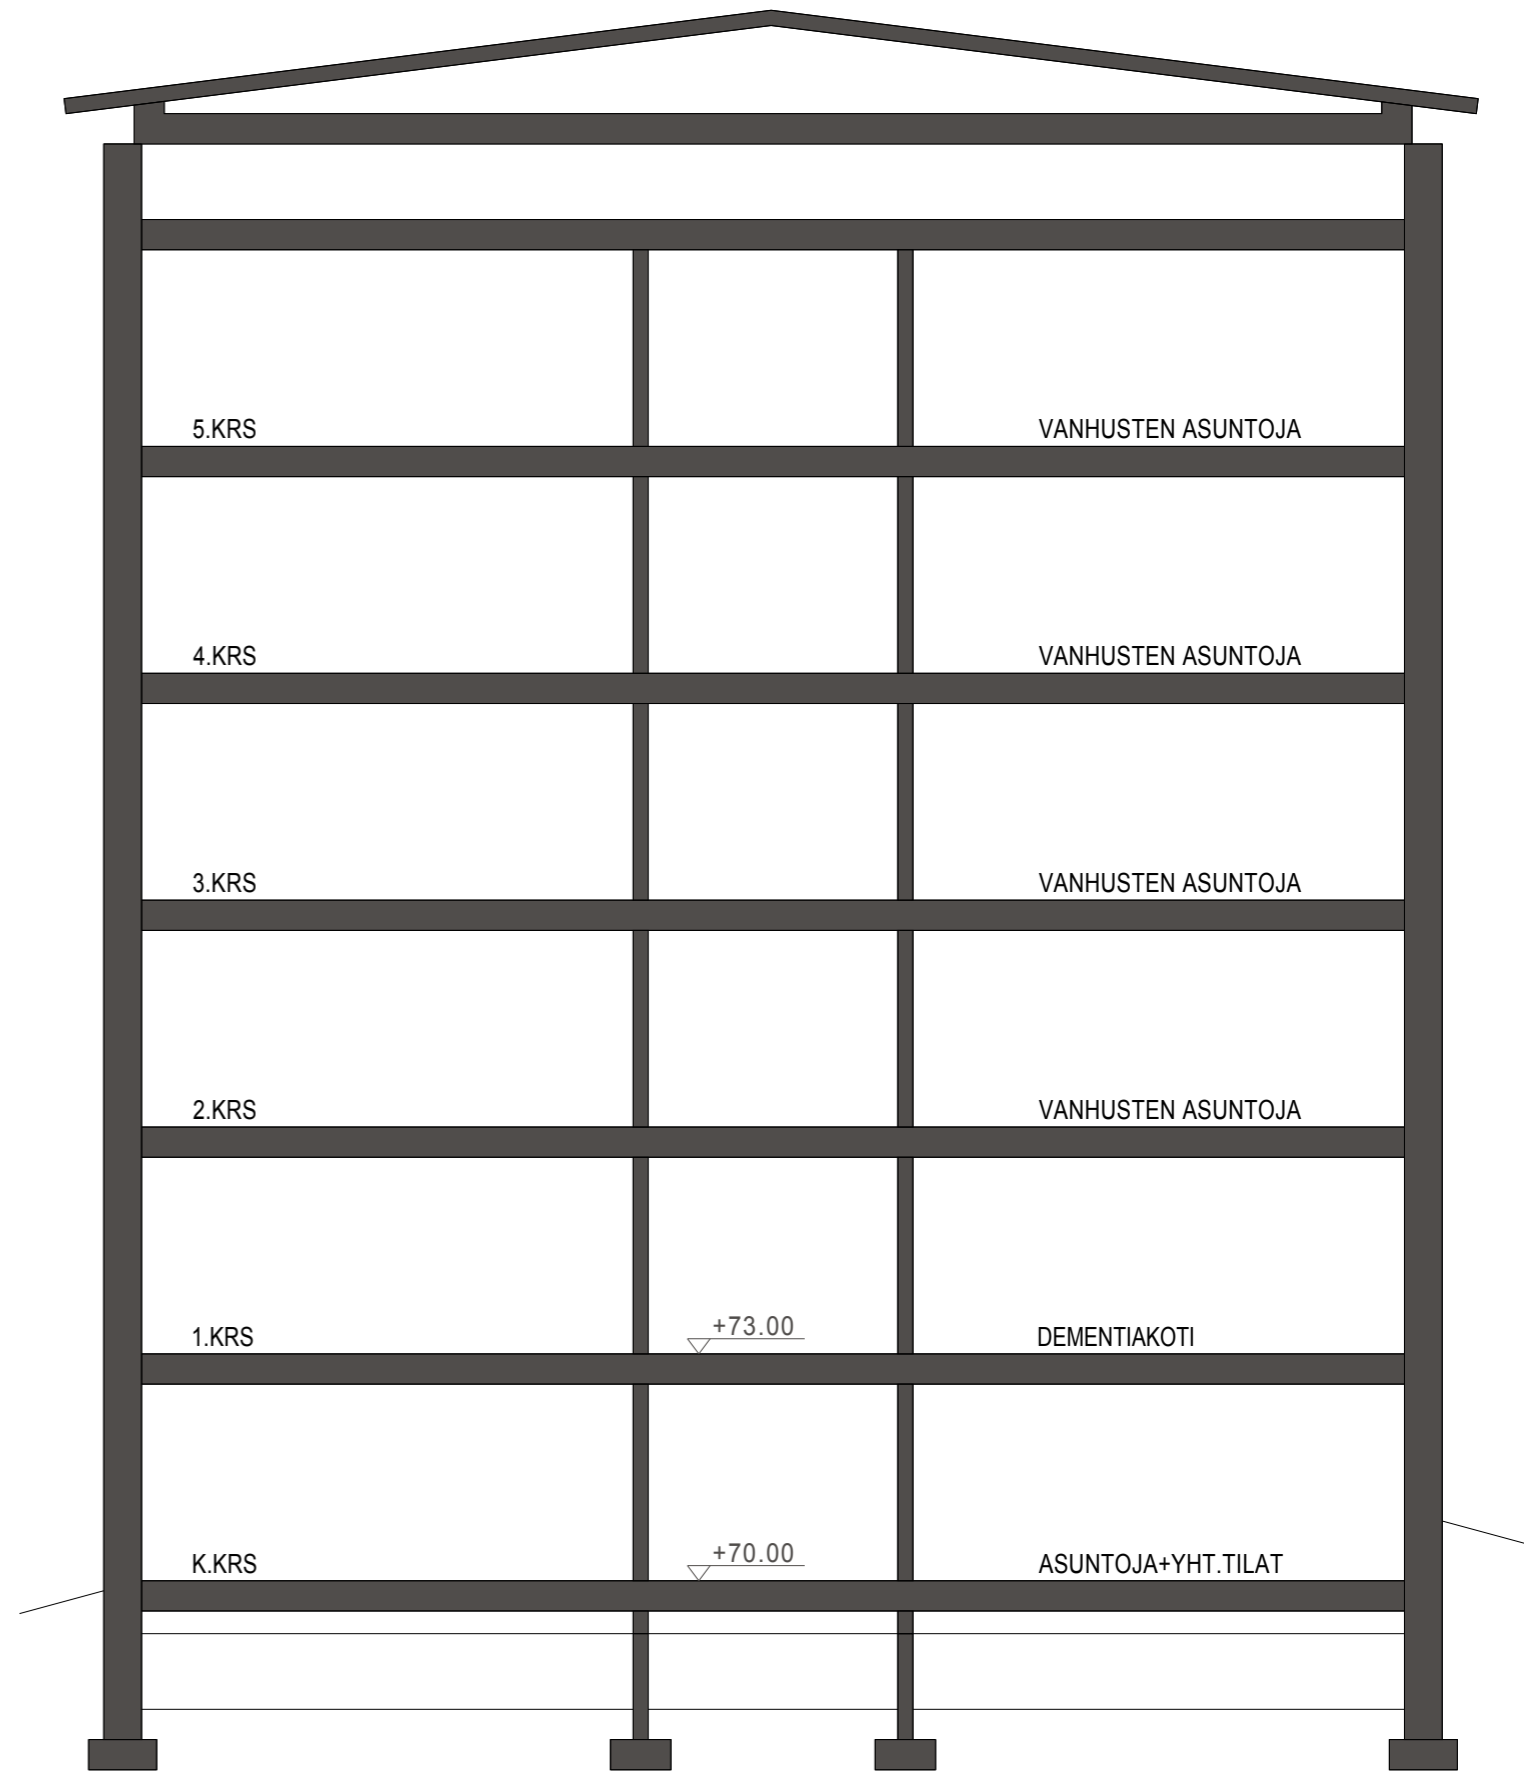 5.KRS VANHUSTEN ASUNTOJA
4.KRS VANHUSTEN ASUNTOJA
3.KRS VANHUSTEN ASUNTOJA
2.KRS VANHUSTEN ASUNTOJA
1.KRS +73.00 DEMENTIAKOTI
K.KRS +70.00 ASUNTOJA+YHT.TILAT